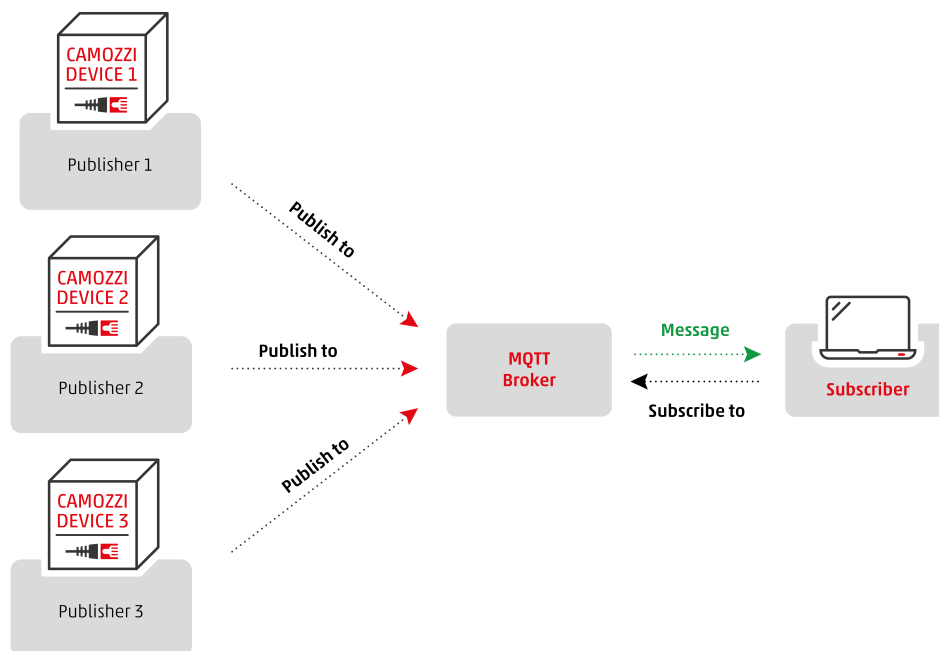 CAMOZZI
DEVICE 1
Publisher 1
Publish to
CAMOZZI
DEVICE 2
Publisher 2
Publish to
MQTT
Broker
Message
Subscribe to
Subscriber
CAMOZZI
DEVICE 3
Publisher 3
Publish to